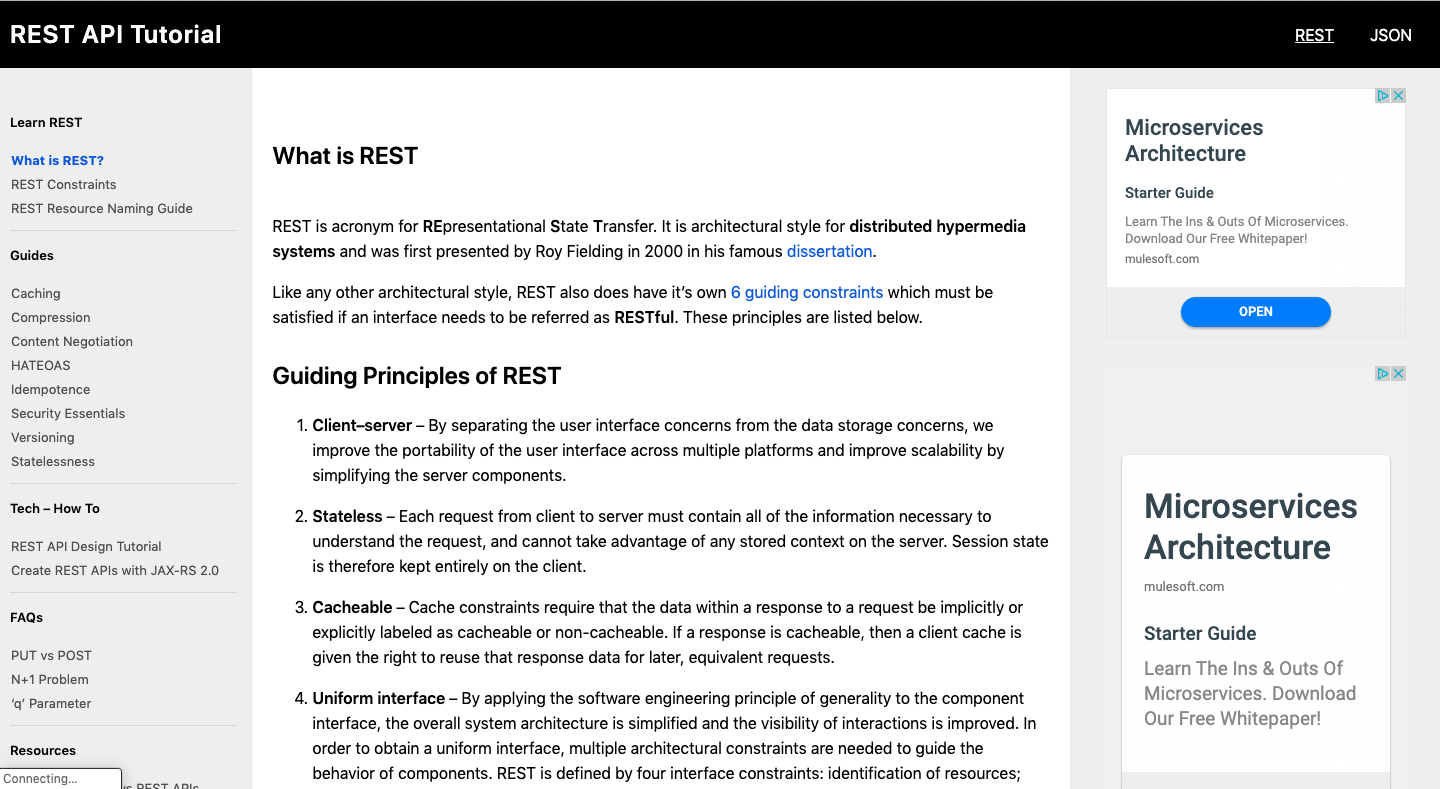 REST API Tutorial
REST
JSON
Learn REST
What is REST?
REST Constraints
REST Resource Naming Guide
Guides
Caching
Compression
Content Negotiation
HATEOAS
Idempotence
Security Essentials
Versioning
Statelessness
Tech – How To
REST API Design Tutorial
Create REST APIs with JAX-RS 2.0
FAQs
PUT vs POST
N+1 Problem
‘q’ Parameter
Resources
vs REST APIs
Connecting...
What is REST
REST is acronym for REpresentational State Transfer. It is architectural style for distributed hypermedia
systems and was first presented by Roy Fielding in 2000 in his famous dissertation.
Like any other architectural style, REST also does have it’s own 6 guiding constraints which must be
satisfied if an interface needs to be referred as RESTful. These principles are listed below.
Guiding Principles of REST
1. Client–server – By separating the user interface concerns from the data storage concerns, we
improve the portability of the user interface across multiple platforms and improve scalability by
simplifying the server components.
2. Stateless – Each request from client to server must contain all of the information necessary to
understand the request, and cannot take advantage of any stored context on the server. Session state
is therefore kept entirely on the client.
3. Cacheable – Cache constraints require that the data within a response to a request be implicitly or
explicitly labeled as cacheable or non-cacheable. If a response is cacheable, then a client cache is
given the right to reuse that response data for later, equivalent requests.
4. Uniform interface – By applying the software engineering principle of generality to the component
interface, the overall system architecture is simplified and the visibility of interactions is improved. In
order to obtain a uniform interface, multiple architectural constraints are needed to guide the
behavior of components. REST is defined by four interface constraints: identification of resources;
Microservices
Architecture
Starter Guide
Learn The Ins & Outs Of Microservices.
Download Our Free Whitepaper!
mulesoft.com
OPEN
Microservices
Architecture
mulesoft.com
Starter Guide
Learn The Ins & Outs Of
Microservices. Download
Our Free Whitepaper!